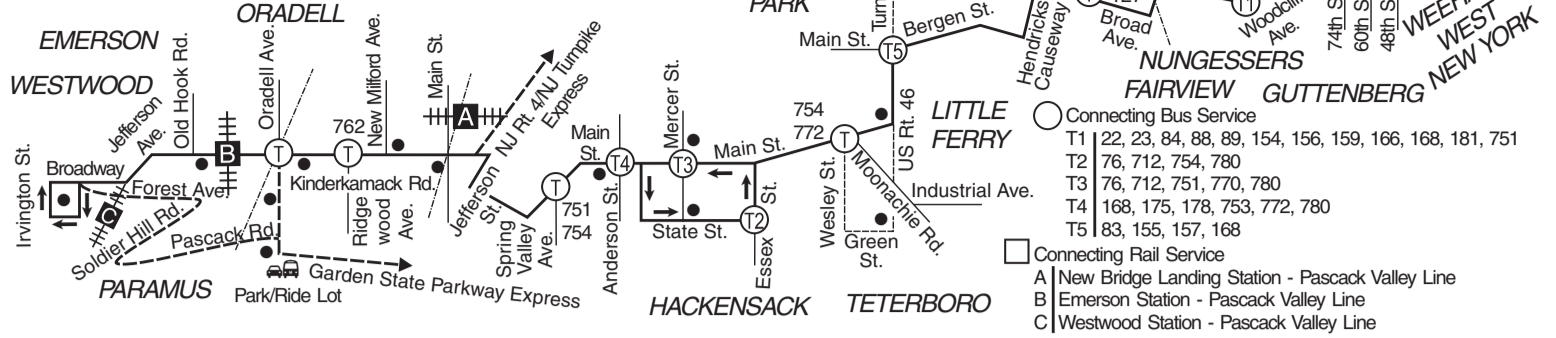 ORADELL
PARK
EMERSON
WESTWOOD
Old Hook Rd.
Oradell Ave.
New Milford Ave.
Main St.
NJ Rt. 4/NJ Turnpike
Express
Jefferson
Ave.
Irvington St.
Broadway
B
T
762
T
A
Forest Ave.
Kinderkamack Rd.
C
Soldier Hill Rd.
Pascack Rd.
Ridge
wood
Ave.
Jefferson
St.
PARAMUS
Park/Ride Lot
Garden State Parkway Express
Spring
Valley
Ave.
T
751
754
Main
St.
T4
Anderson St.
Mercer St.
T3
Main St.
State St.
T2
Essex
St.
HACKENSACK
754
772
T
Wesley St.
Moonachie Rd.
Green
St.
TETERBORO
Main St.
T5
Turn
Bergen St.
US Rt. 46
Industrial Ave.
LITTLE
FERRY
Hendricks
Causeway
127
Broad
Ave.
T1
Woodcliff
Ave.
74th S
60th S
48th S
WEST
NEW YORK
NUNGESSERS
FAIRVIEW
GUTTENBERG
Connecting Bus Service
T1 22, 23, 84, 88, 89, 154, 156, 159, 166, 168, 181, 751
T2 76, 712, 754, 780
T3 76, 712, 751, 770, 780
T4 168, 175, 178, 753, 772, 780
T5 83, 155, 157, 168
Connecting Rail Service
A New Bridge Landing Station - Pascack Valley Line
B Emerson Station - Pascack Valley Line
C Westwood Station - Pascack Valley Line